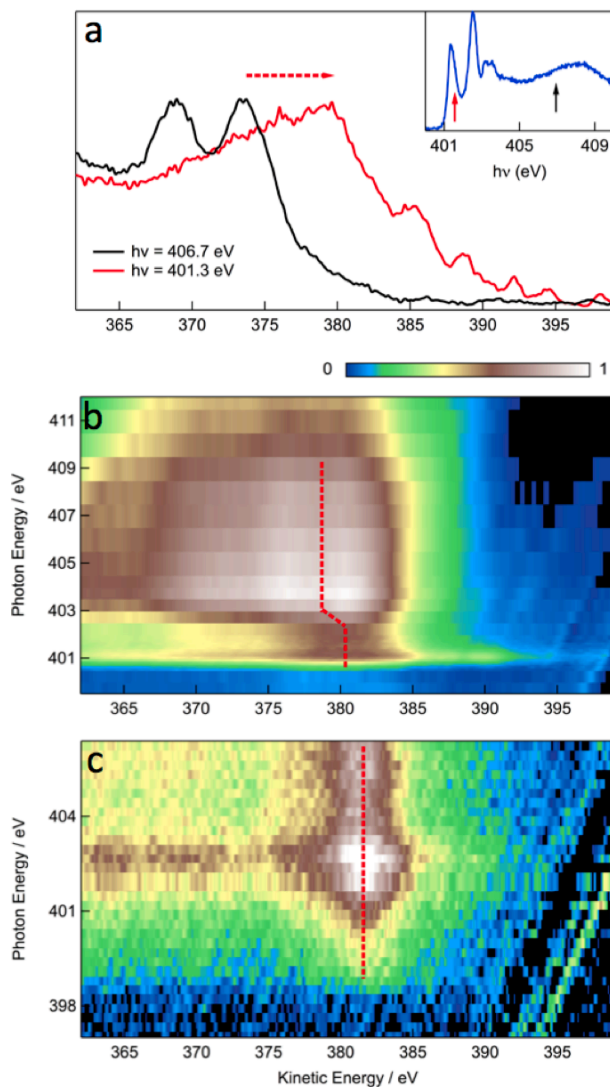 a
401 405 409
hν (eV)
hν = 406.7 eV
hν = 401.3 eV
365 370 375 380 385 390 395
0 1
b
411
409
407
405
403
401
Photon Energy / eV
365 370 375 380 385 390 395
c
404
401
398
Photon Energy / eV
365 370 375 380 385 390 395
Kinetic Energy / eV